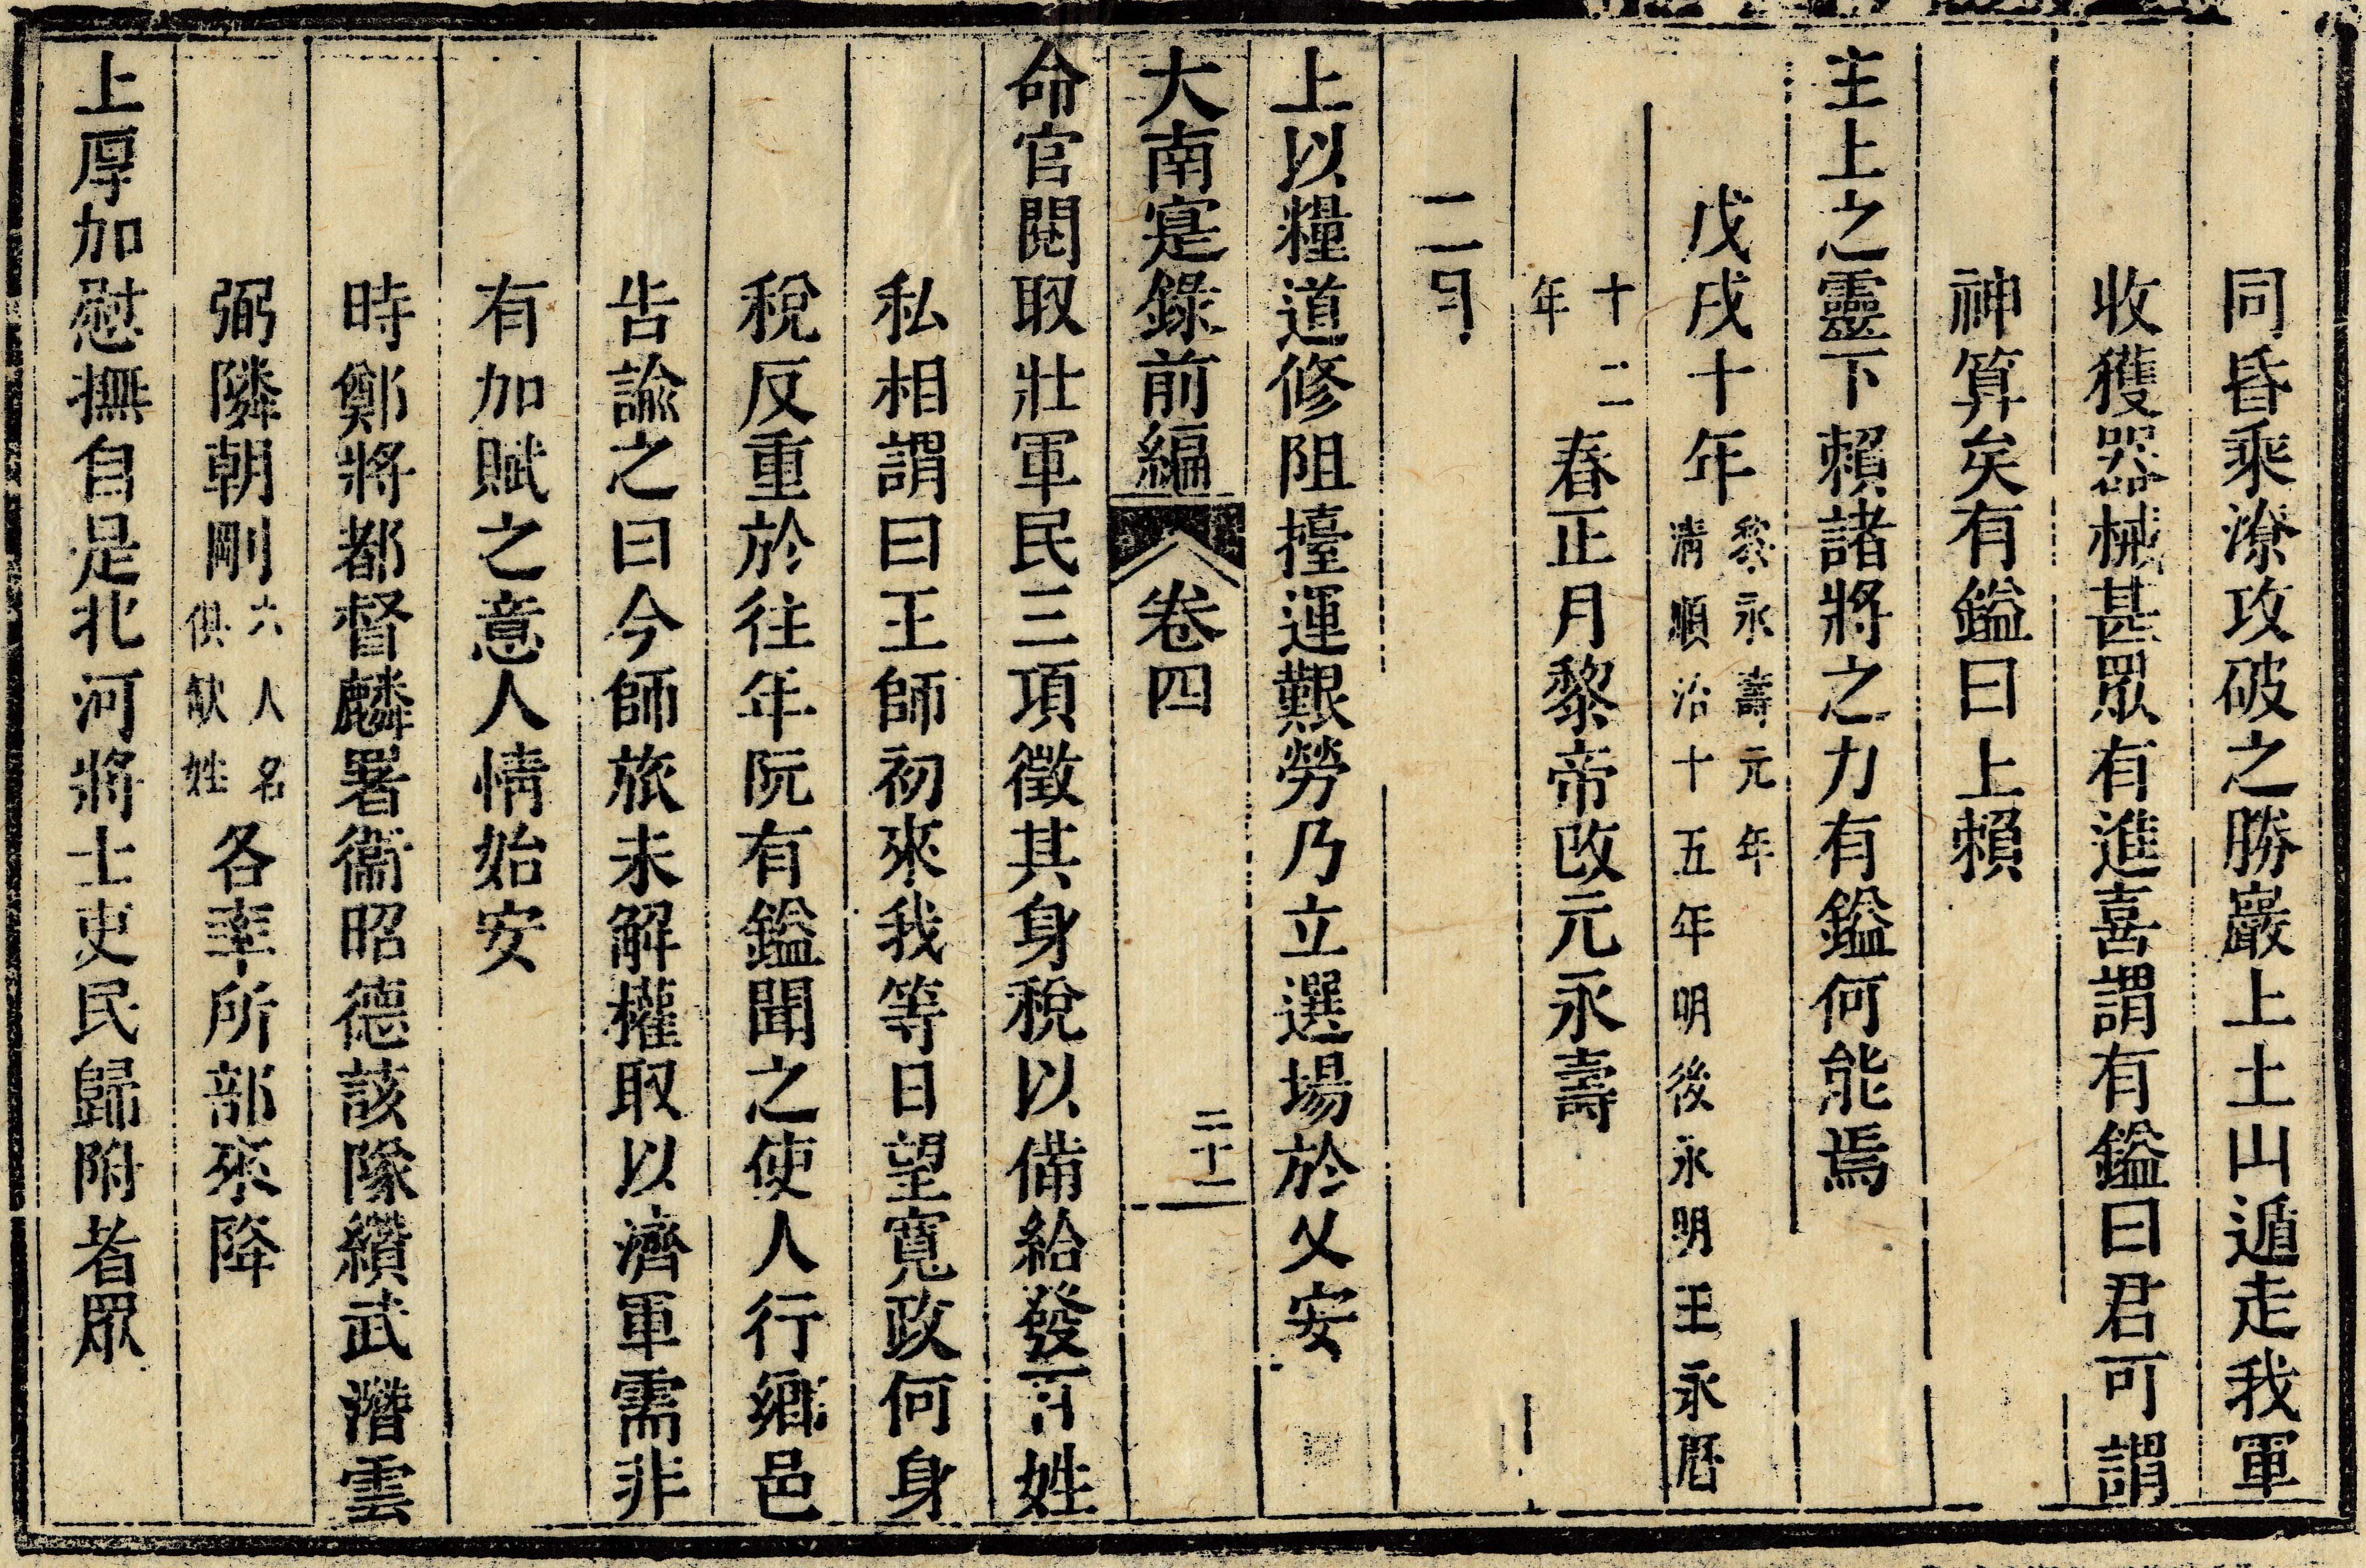 同昏乘潦攻破之勝巖上土山遁走我軍
收獲器械甚眾有進喜謂有鎰曰君可謂
神算矣有鎰曰上賴
主上之靈下賴諸將之力有鎰何能焉
戊戌十年黎永壽元年清順治十五年明後永明王永曆
十二年春正月黎帝改元永壽
二月
上以糧道修阻擡運艱勞乃立選場於乂安
大南寔錄前編 卷四 二十一
命官閱取壯軍民三項徵其身稅以備給發百姓
私相謂曰王師初來我等日望寬政何身
稅反重於往年阮有鎰聞之使人行鄉邑
告諭之曰今師旅未解權取以濟軍需非
有加賦之意人情始安
時鄭將都督麟署衞昭德該隊纘武潛雲
弼隣朝剛六人名俱缺姓各率所部來降
上厚加慰撫自是北河將士吏民歸附者眾